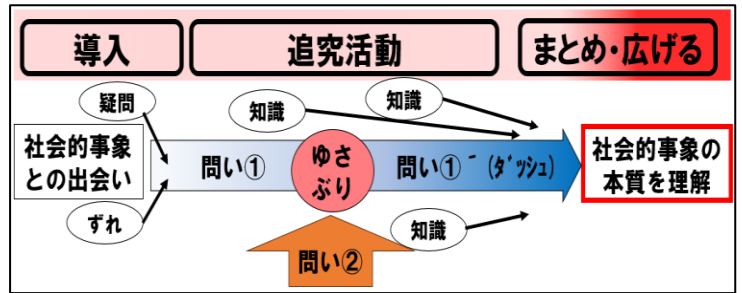 導入
追究活動
まとめ・広げる
疑問
知識
知識
社会的事象
との出会い
問い①
ゆさ
ぶり
問い①´(ダッシュ)
社会的事象の
本質を理解
ずれ
知識
問い②